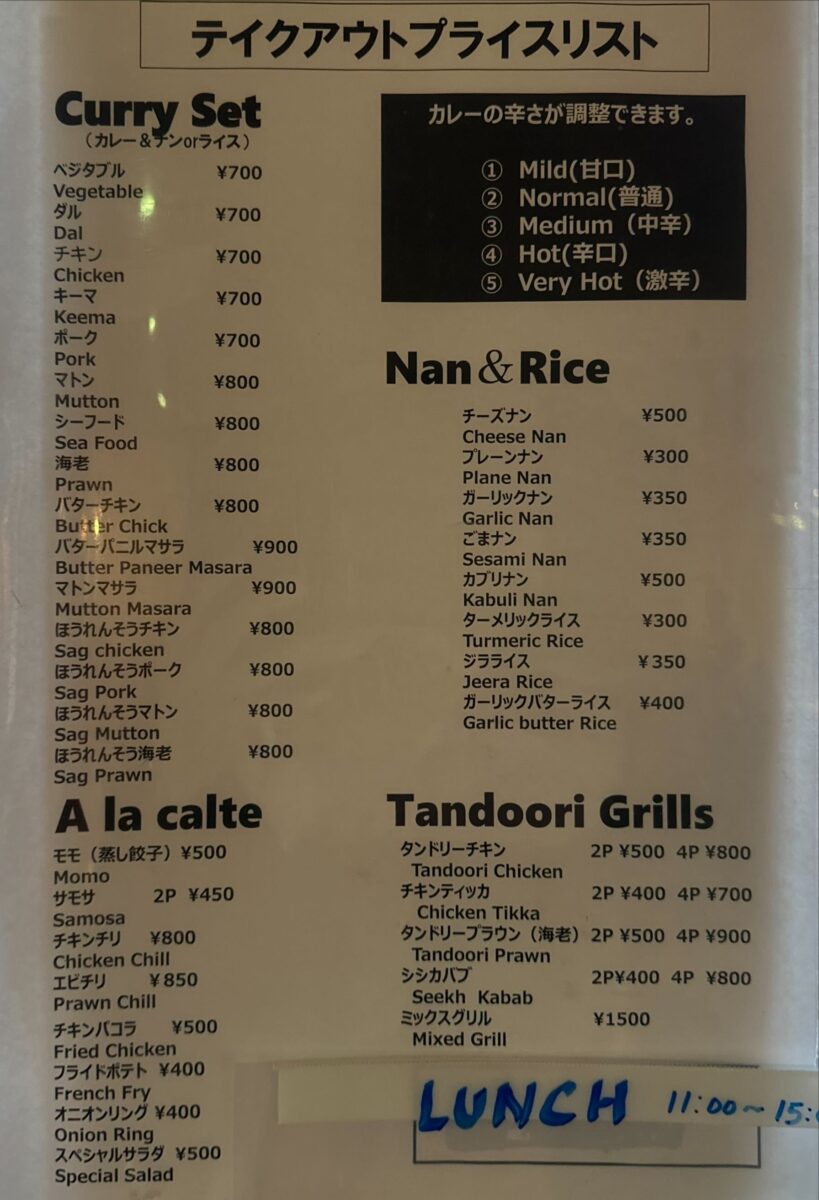 テイクアウトプライスリスト
Curry Set
（カレー＆ナンorライス）
ベジタブル ¥700
Vegetable
ダル ¥700
Dal
チキン ¥700
Chicken
キーマ ¥700
Keema
ポーク ¥700
Pork
マトン ¥800
Mutton
シーフード ¥800
Sea Food
海老 ¥800
Prawn
バターチキン ¥800
Butter Chick
バターパニルマサラ ¥900
Butter Paneer Masara
マトンマサラ ¥900
Mutton Masara
ほうれんそうチキン ¥800
Sag chicken
ほうれんそうポーク ¥800
Sag Pork
ほうれんそうマトン ¥800
Sag Mutton
ほうれんそう海老 ¥800
Sag Prawn
A la calte
モモ（蒸し餃子）¥500
Momo
サモサ 2P ¥450
Samosa
チキンチリ ¥800
Chicken Chill
エビチリ ¥850
Prawn Chill
チキンパコラ ¥500
Fried Chicken
フライドポテト ¥400
French Fry
オニオンリング ¥400
Onion Ring
スペシャルサラダ ¥500
Special Salad
カレーの辛さが調整できます。
① Mild(甘口)
② Normal(普通)
③ Medium（中辛）
④ Hot(辛口)
⑤ Very Hot（激辛）
Nan＆Rice
チーズナン ¥500
Cheese Nan
プレーンナン ¥300
Plane Nan
ガーリックナン ¥350
Garlic Nan
ごまナン ¥350
Sesami Nan
カブリナン ¥500
Kabuli Nan
ターメリックライス ¥300
Turmeric Rice
ジラライス ¥350
Jeera Rice
ガーリックバターライス ¥400
Garlic butter Rice
Tandoori Grills
タンドリーチキン 2P ¥500 4P ¥800
Tandoori Chicken
チキンティッカ 2P ¥400 4P ¥700
Chicken Tikka
タンドリープラウン（海老）2P ¥500 4P ¥900
Tandoori Prawn
シシカバブ 2P¥400 4P ¥800
Seekh Kabab
ミックスグリル ¥1500
Mixed Grill
LUNCH 11:00～15:0